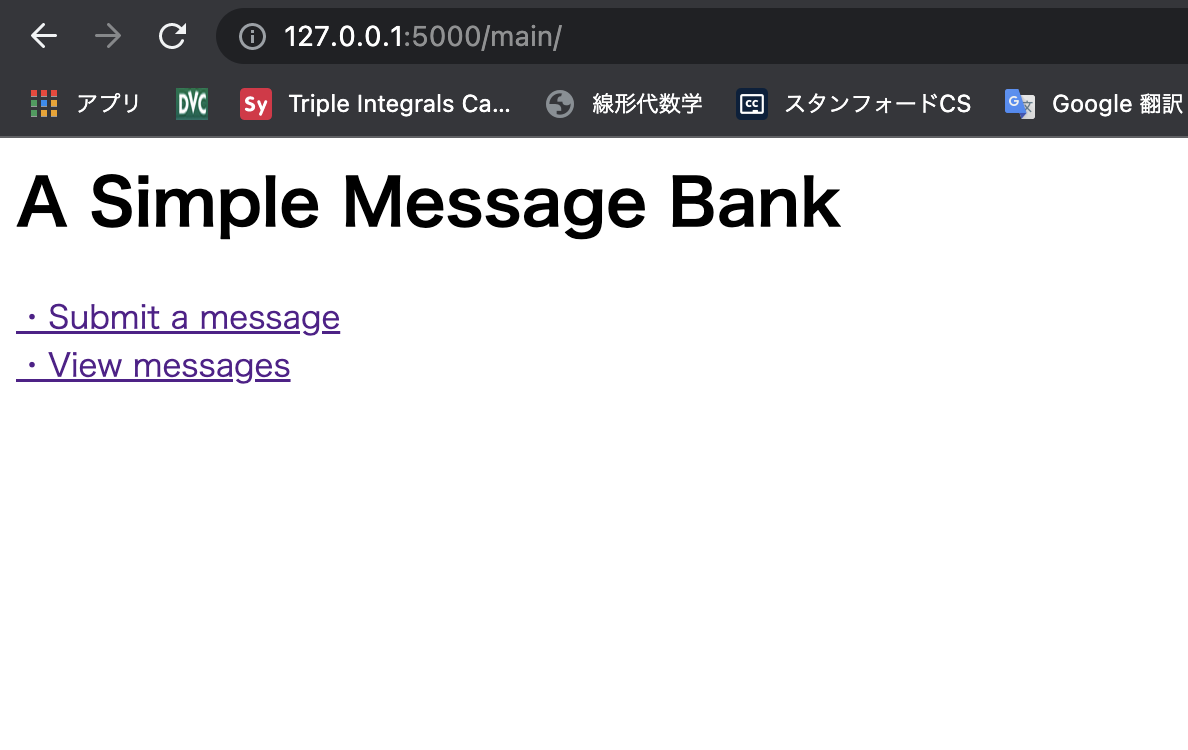 127.0.0.1:5000/main/
アプリ DVC Sy Triple Integrals Ca... 線形代数学 CC スタンフォードCS G 文 Google 翻訳
A Simple Message Bank
・Submit a message
・View messages